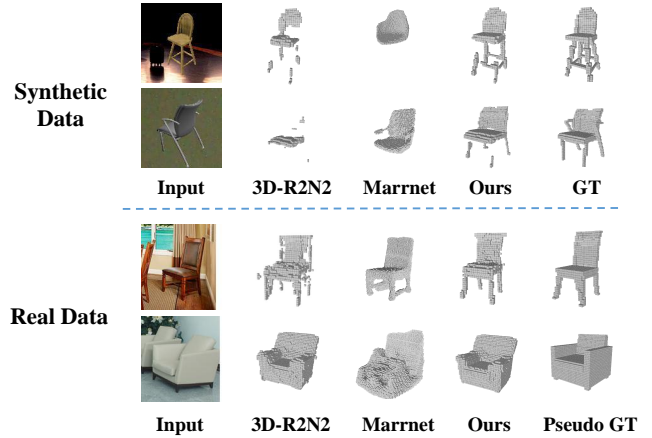 Synthetic
Data
Input 3D-R2N2 Marrnet Ours GT
Real Data
Input 3D-R2N2 Marrnet Ours Pseudo GT